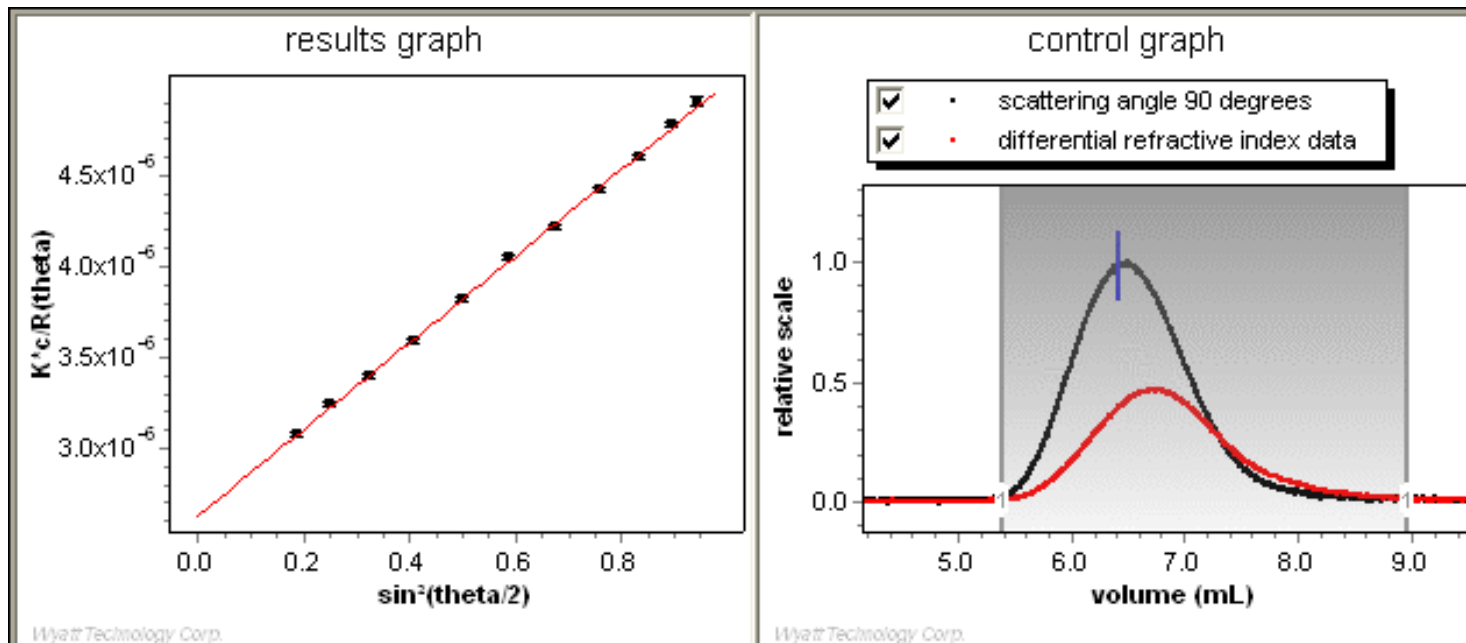 results graph
K*c/R(theta)
4.5x10⁻⁶
4.0x10⁻⁶
3.5x10⁻⁶
3.0x10⁻⁶
0.0 0.2 0.4 0.6 0.8
sin²(theta/2)
Wyatt Technology Corp.
control graph
scattering angle 90 degrees
differential refractive index data
relative scale
1.0
0.5
0.0
1 1
5.0 6.0 7.0 8.0 9.0
volume (mL)
Wyatt Technology Corp.